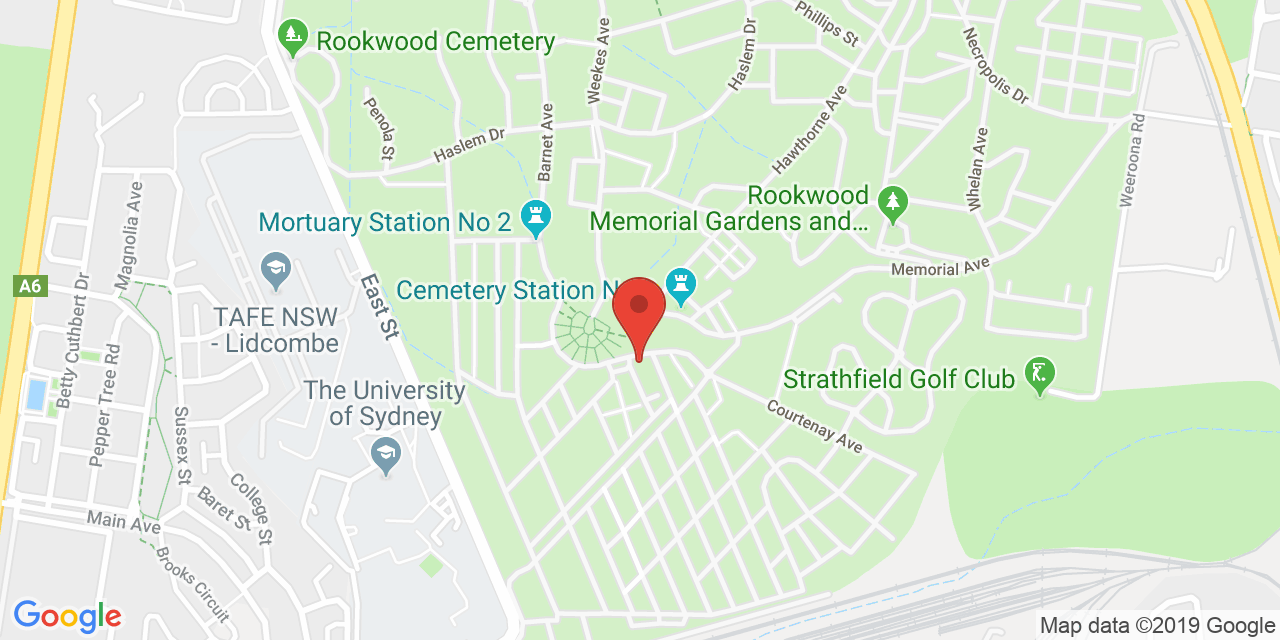 Phillips St
Rookwood Cemetery
Weekes Ave
Haslem Dr
Necropolis Dr
Penola St
Barnet Ave
Haslem Dr
Hawthorne Ave
Whelan Ave
Weeroona Rd
Magnolia Ave
Rookwood
Memorial Gardens and...
Mortuary Station No 2
Memorial Ave
A6
Betty Cuthbert Dr
TAFE NSW
- Lidcombe
East St
Cemetery Station N
Pepper Tree Rd
The University
of Sydney
Strathfield Golf Club
Courtenay Ave
Sussex St
College St
Baret St
Main Ave
Brooks Circuit
Google
Map data ©2019 Google